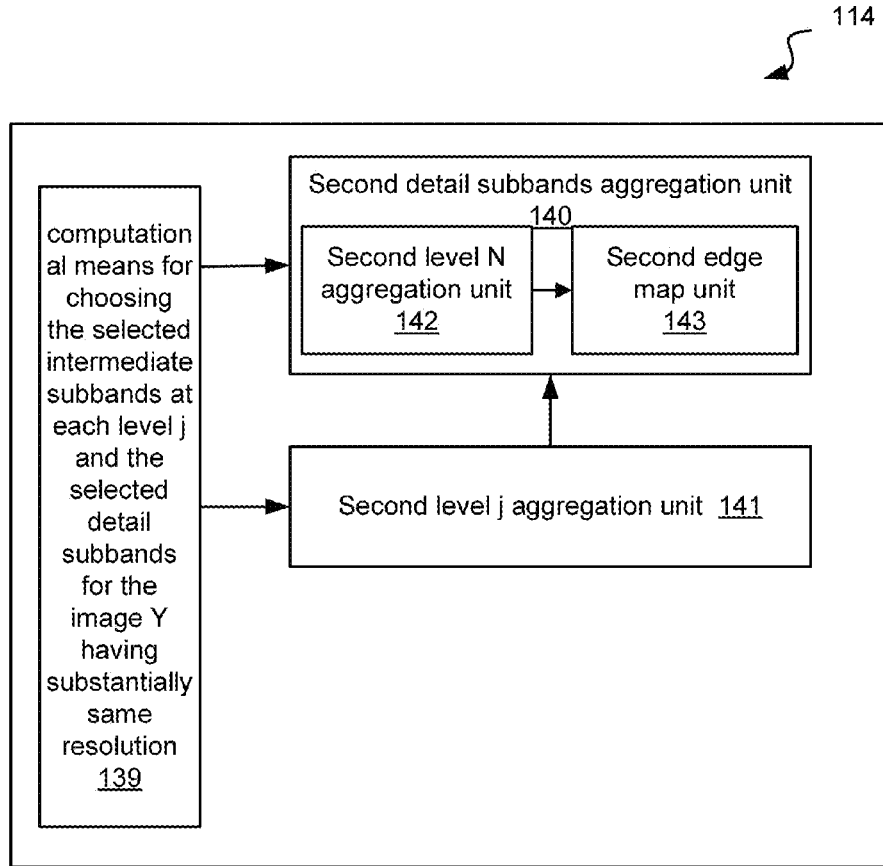 114
computation
al means for
choosing
the selected
intermediate
subbands at
each level j
and the
selected
detail
subbands
for the
image Y
having
substantially
same
resolution
139
Second detail subbands aggregation unit
140
Second level N
aggregation unit
142
Second edge
map unit
143
Second level j aggregation unit 141